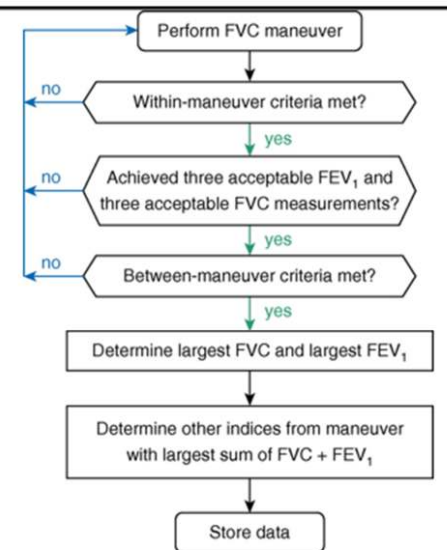 Perform FVC maneuver
no
Within-maneuver criteria met?
yes
no
Achieved three acceptable FEV₁ and
three acceptable FVC measurements?
yes
no
Between-maneuver criteria met?
yes
Determine largest FVC and largest FEV₁
Determine other indices from maneuver
with largest sum of FVC + FEV₁
Store data